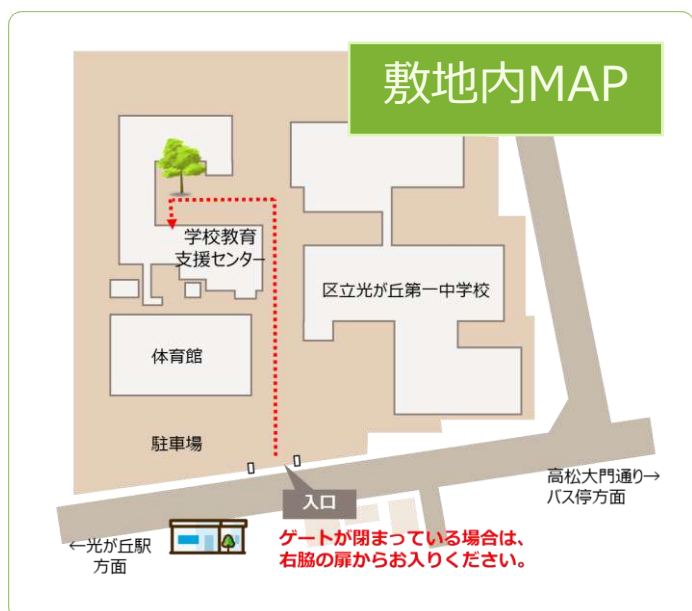 敷地内MAP
学校教育
支援センター
区立光が丘第一中学校
体育館
駐車場
高松大門通り→
バス停方面
入口
←光が丘駅
方面
ゲートが閉まっている場合は、
右脇の扉からお入りください。